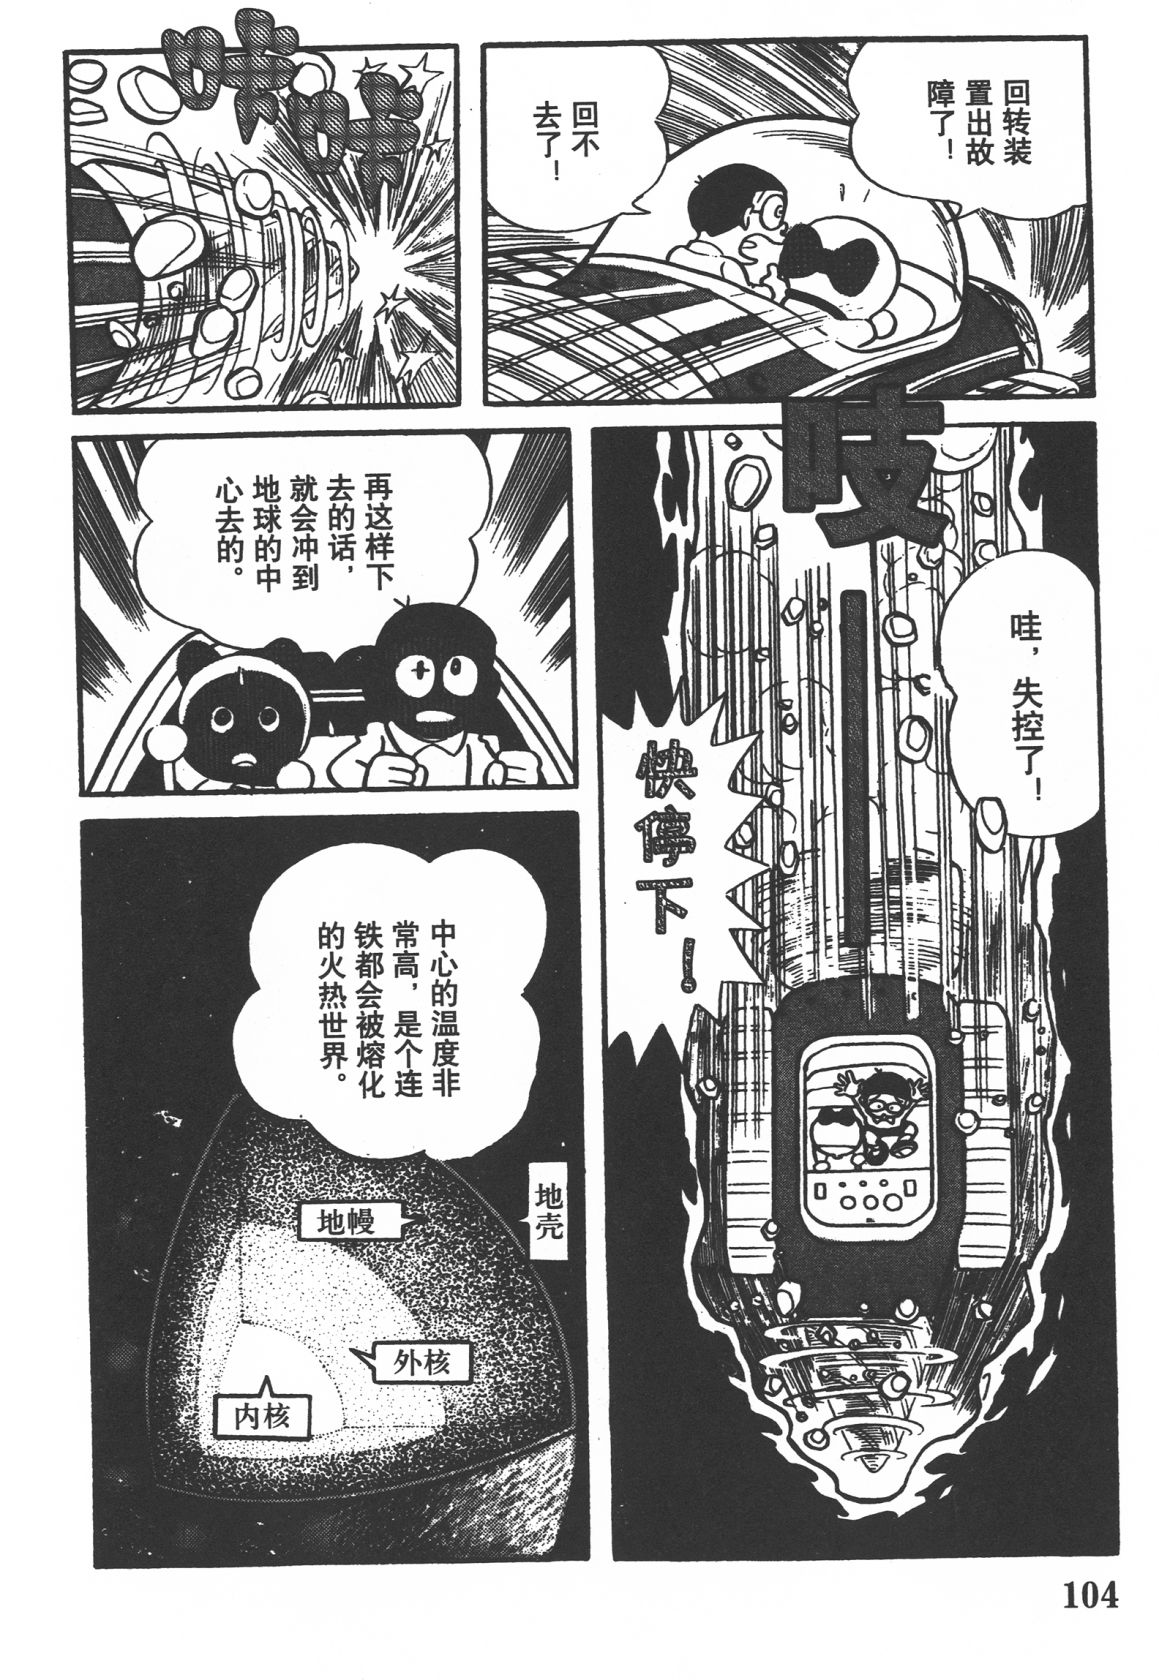 回转装
置出故
障了！
回不
去了！
咔
咔
吱—
哇，失控了！
快停下！
再这样下
去的话，
就会冲到
地球的中
心去的。
中心的温度非
常高，是个连
铁都会被熔化
的火热世界。
地壳
地幔
外核
内核
104